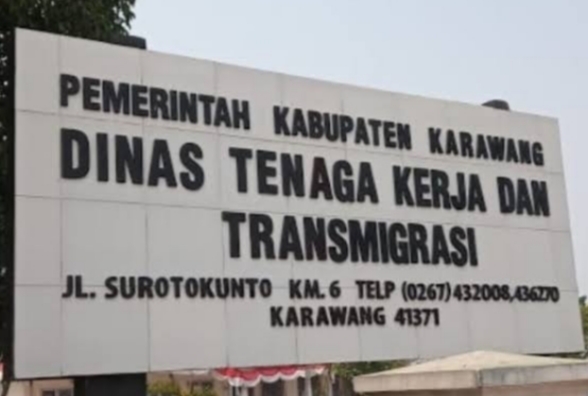 PEMERINTAH KABUPATEN KARAWANG
DINAS TENAGA KERJA DAN
TRANSMIGRASI
JL. SUROTOKUNTO KM. 6 TELP (0267) 432008,436270
KARAWANG 41371